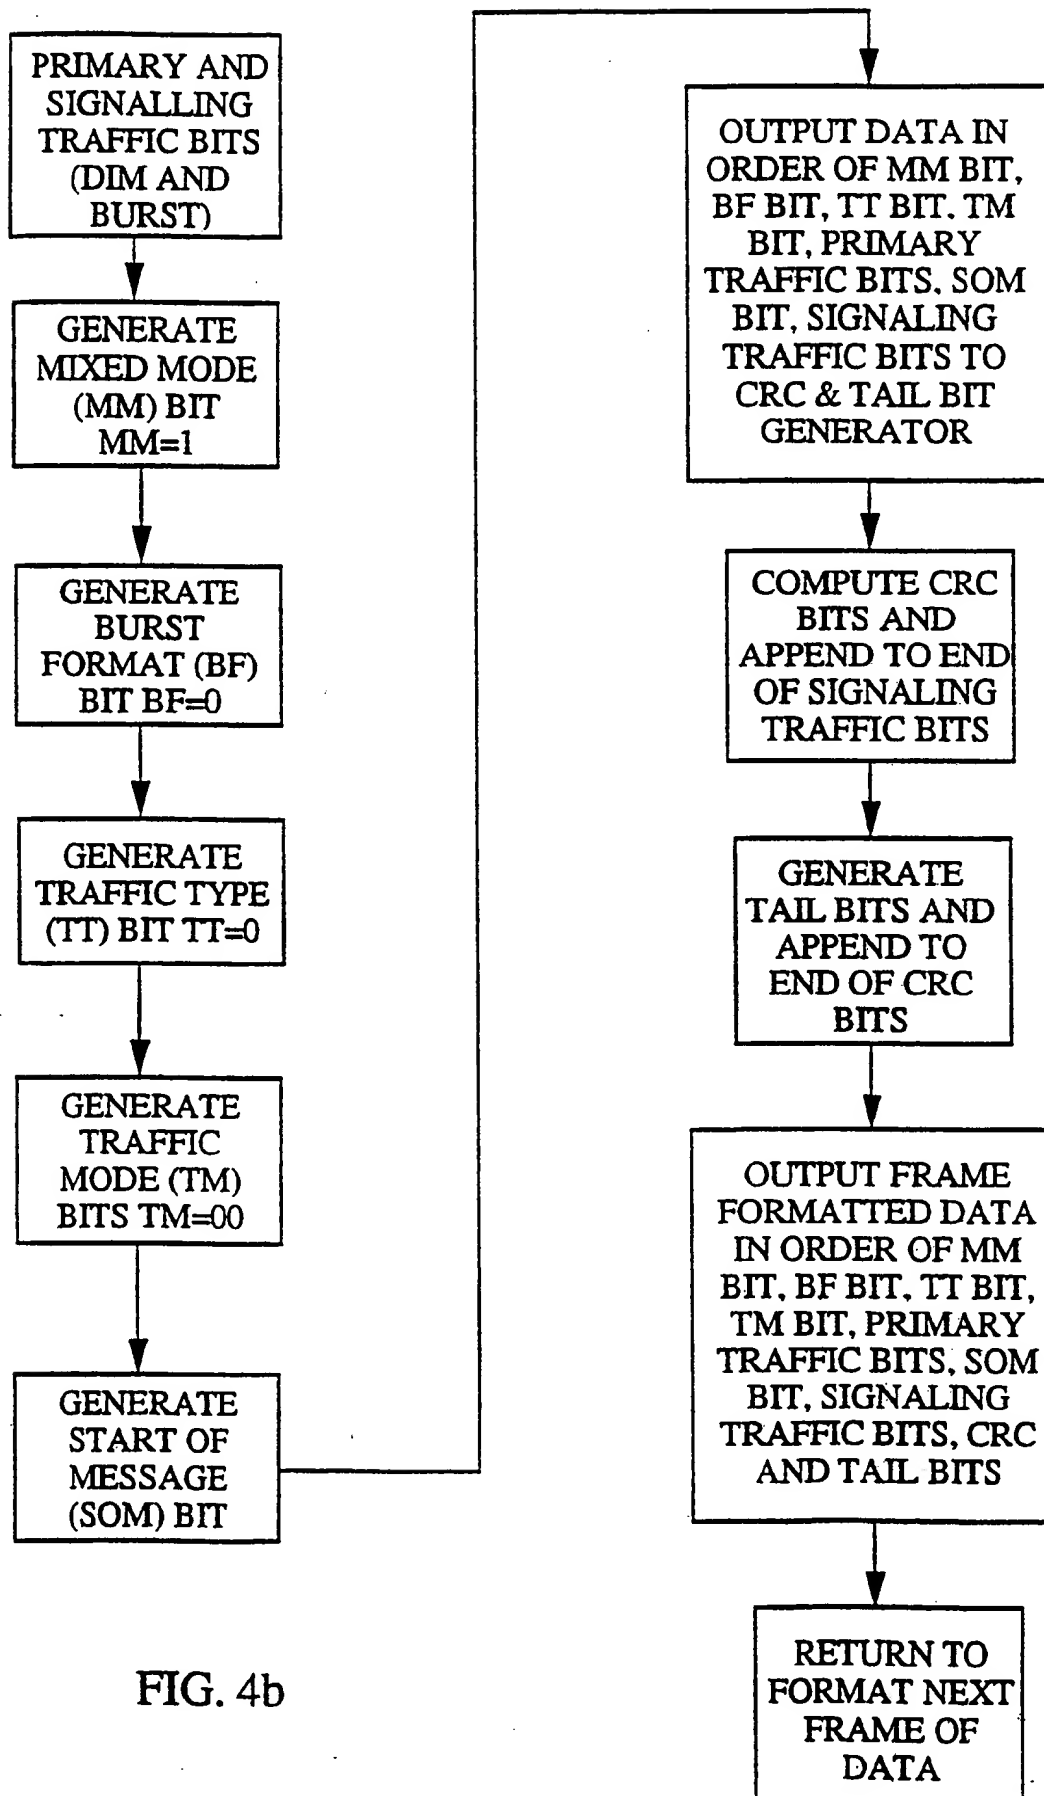 PRIMARY AND
SIGNALLING
TRAFFIC BITS
(DIM AND
BURST)
GENERATE
MIXED MODE
(MM) BIT
MM=1
GENERATE
BURST
FORMAT (BF)
BIT BF=0
GENERATE
TRAFFIC TYPE
(TT) BIT TT=0
GENERATE
TRAFFIC
MODE (TM)
BITS TM=00
GENERATE
START OF
MESSAGE
(SOM) BIT
OUTPUT DATA IN
ORDER OF MM BIT,
BF BIT, TT BIT, TM
BIT, PRIMARY
TRAFFIC BITS, SOM
BIT, SIGNALING
TRAFFIC BITS TO
CRC & TAIL BIT
GENERATOR
COMPUTE CRC
BITS AND
APPEND TO END
OF SIGNALING
TRAFFIC BITS
GENERATE
TAIL BITS AND
APPEND TO
END OF CRC
BITS
OUTPUT FRAME
FORMATTED DATA
IN ORDER OF MM
BIT, BF BIT, TT BIT,
TM BIT, PRIMARY
TRAFFIC BITS, SOM
BIT, SIGNALING
TRAFFIC BITS, CRC
AND TAIL BITS
RETURN TO
FORMAT NEXT
FRAME OF
DATA
FIG. 4b